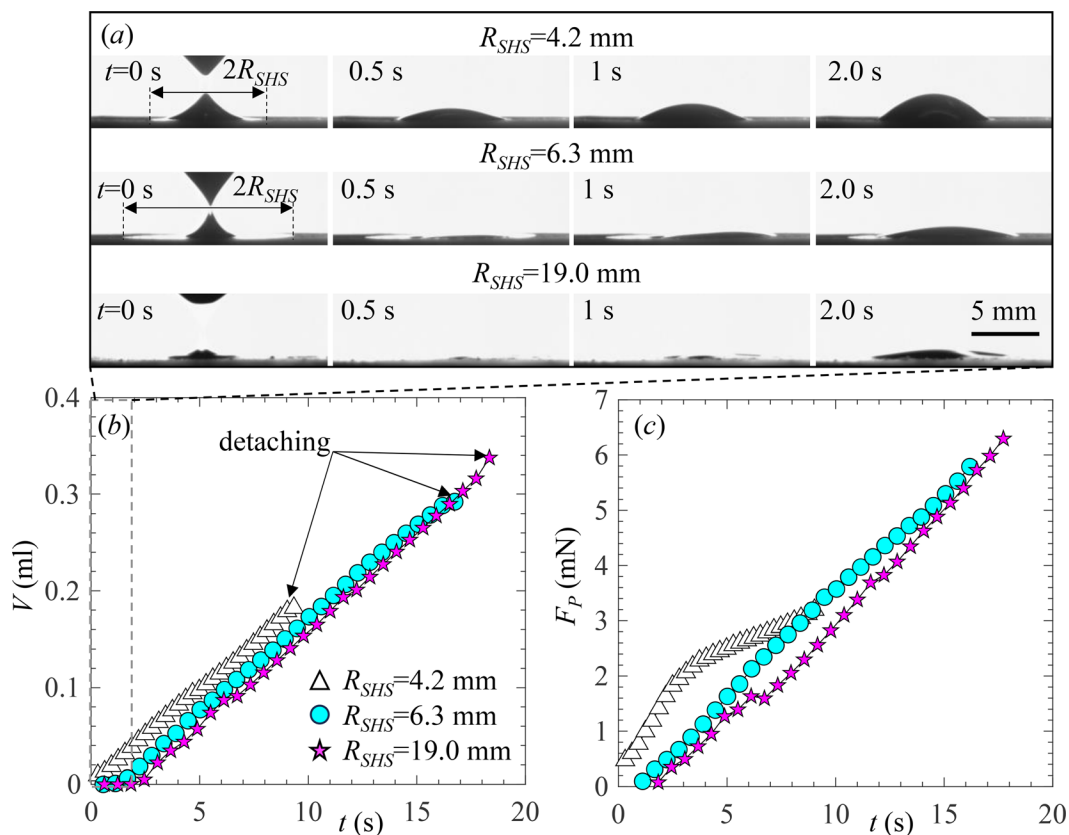 (a)
R_SHS=4.2 mm
t=0 s 2R_SHS 0.5 s 1 s 2.0 s
R_SHS=6.3 mm
t=0 s 2R_SHS 0.5 s 1 s 2.0 s
R_SHS=19.0 mm
t=0 s 0.5 s 1 s 2.0 s 5 mm
(b)
detaching
0.4
0.3
0.2
0.1
0
V (ml)
R_SHS=4.2 mm
R_SHS=6.3 mm
R_SHS=19.0 mm
0 5 10 15 20
t (s)
(c)
7
6
5
4
3
2
1
0
F_P (mN)
0 5 10 15 20
t (s)